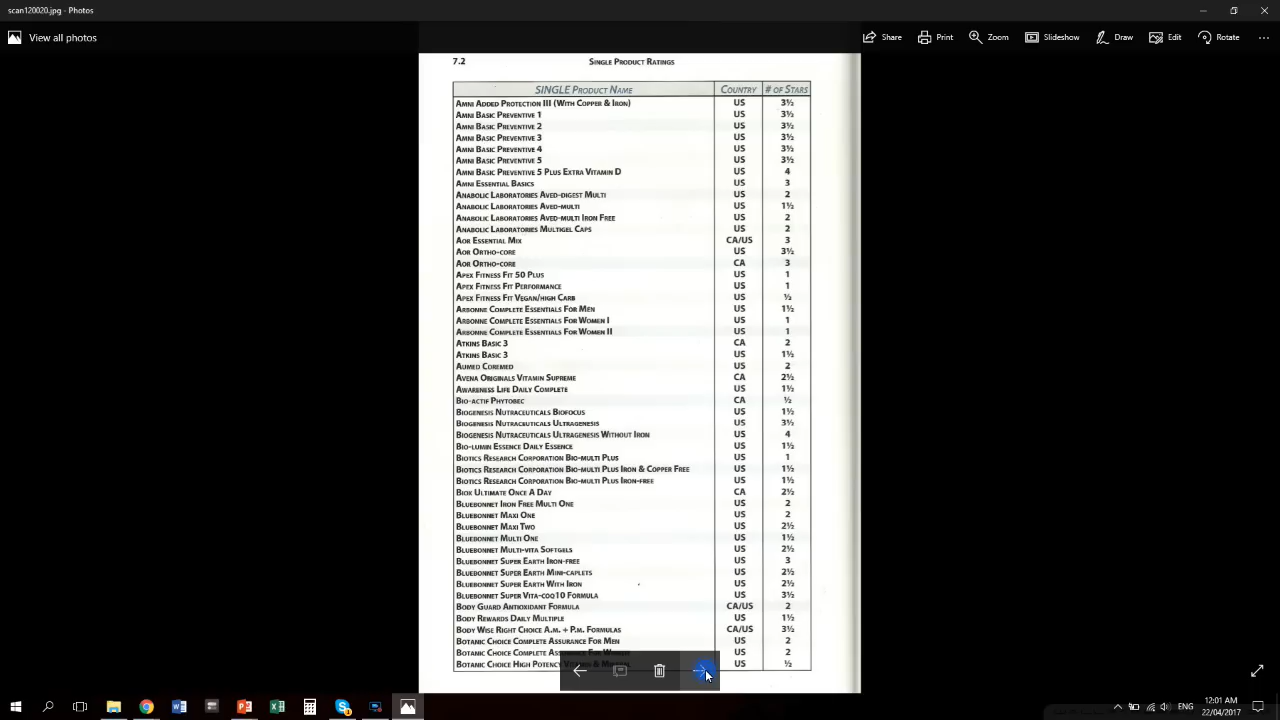 scan120020.jpg - Photos
View all photos
Share Print Zoom Slideshow Draw Edit Rotate
7.2 SINGLE PRODUCT RATINGS
SINGLE PRODUCT NAME COUNTRY # OF STARS
AMNI ADDED PROTECTION III (WITH COPPER & IRON) US 3½
AMNI BASIC PREVENTIVE 1 US 3½
AMNI BASIC PREVENTIVE 2 US 3½
AMNI BASIC PREVENTIVE 3 US 3½
AMNI BASIC PREVENTIVE 4 US 3½
AMNI BASIC PREVENTIVE 5 US 3½
AMNI BASIC PREVENTIVE 5 PLUS EXTRA VITAMIN D US 4
AMNI ESSENTIAL BASICS US 3
ANABOLIC LABORATORIES AVED-DIGEST MULTI US 2
ANABOLIC LABORATORIES AVED-MULTI US 1½
ANABOLIC LABORATORIES AVED-MULTI IRON FREE US 2
ANABOLIC LABORATORIES MULTIGEL CAPS US 2
AOR ESSENTIAL MIX CA/US 3
AOR ORTHO-CORE US 3½
AOR ORTHO-CORE CA 3
APEX FITNESS FIT 50 PLUS US 1
APEX FITNESS FIT PERFORMANCE US 1
APEX FITNESS FIT VEGAN/HIGH CARB US ½
ARBONNE COMPLETE ESSENTIALS FOR MEN US 1½
ARBONNE COMPLETE ESSENTIALS FOR WOMEN I US 1
ARBONNE COMPLETE ESSENTIALS FOR WOMEN II US 1
ATKINS BASIC 3 CA 2
ATKINS BASIC 3 US 1½
AUMED COREMED US 2
AVENA ORIGINALS VITAMIN SUPREME CA 2½
AWARENESS LIFE DAILY COMPLETE US 1½
BIO-ACTIF PHYTOBEC CA ½
BIOGENESIS NUTRACEUTICALS BIOFOCUS US 1½
BIOGENESIS NUTRACEUTICALS ULTRAGENESIS US 3½
BIOGENESIS NUTRACEUTICALS ULTRAGENESIS WITHOUT IRON US 4
BIO-LUMIN ESSENCE DAILY ESSENCE US 1½
BIOTICS RESEARCH CORPORATION BIO-MULTI PLUS US 1
BIOTICS RESEARCH CORPORATION BIO-MULTI PLUS IRON & COPPER FREE US 1½
BIOTICS RESEARCH CORPORATION BIO-MULTI PLUS IRON-FREE US 1½
BIOX ULTIMATE ONCE A DAY CA 2½
BLUEBONNET IRON FREE MULTI ONE US 2
BLUEBONNET MAXI ONE US 2
BLUEBONNET MAXI TWO US 2½
BLUEBONNET MULTI ONE US 1½
BLUEBONNET MULTI-VITA SOFTGELS US 2½
BLUEBONNET SUPER EARTH IRON-FREE US 3
BLUEBONNET SUPER EARTH MINI-CAPLETS US 2½
BLUEBONNET SUPER EARTH WITH IRON US 2½
BLUEBONNET SUPER VITA-COQ10 FORMULA US 3½
BODY GUARD ANTIOXIDANT FORMULA CA/US 2
BODY REWARDS DAILY MULTIPLE US 1½
BODY WISE RIGHT CHOICE A.M. + P.M. FORMULAS CA/US 3½
BOTANIC CHOICE COMPLETE ASSURANCE FOR MEN US 2
BOTANIC CHOICE COMPLETE ASSURANCE FOR WOMEN US 2
BOTANIC CHOICE HIGH POTENCY VITAMIN & US ½
12:01 AM
ENG
22/04/2017